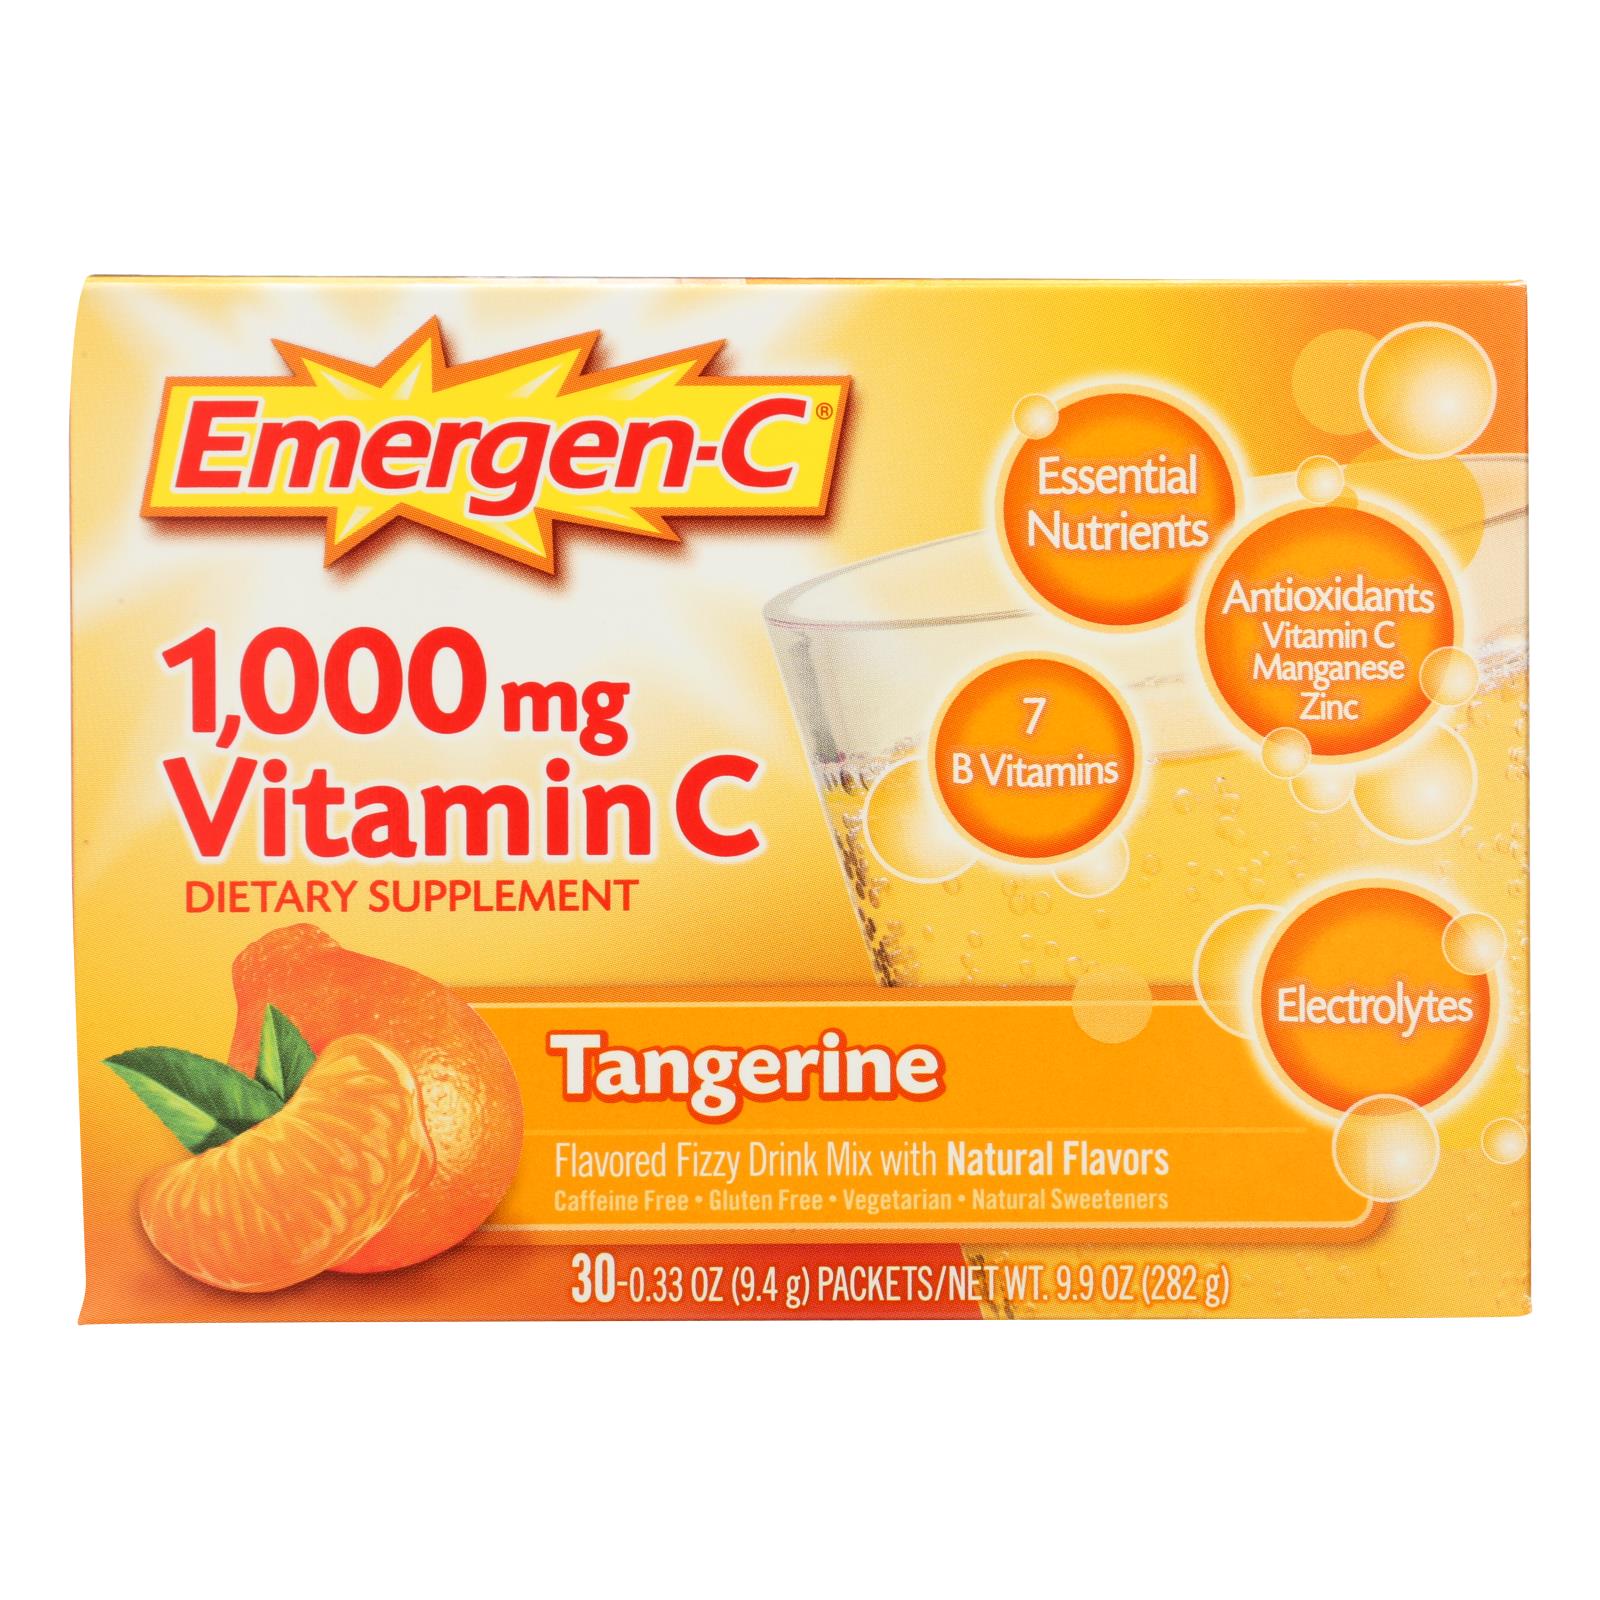 Emergen-C®
1,000 mg
Vitamin C
DIETARY SUPPLEMENT
Essential
Nutrients
Antioxidants
Vitamin C
Manganese
Zinc
7
B Vitamins
Electrolytes
Tangerine
Flavored Fizzy Drink Mix with Natural Flavors
Caffeine Free • Gluten Free • Vegetarian • Natural Sweeteners
30-0.33 OZ (9.4 g) PACKETS/NET WT. 9.9 OZ (282 g)